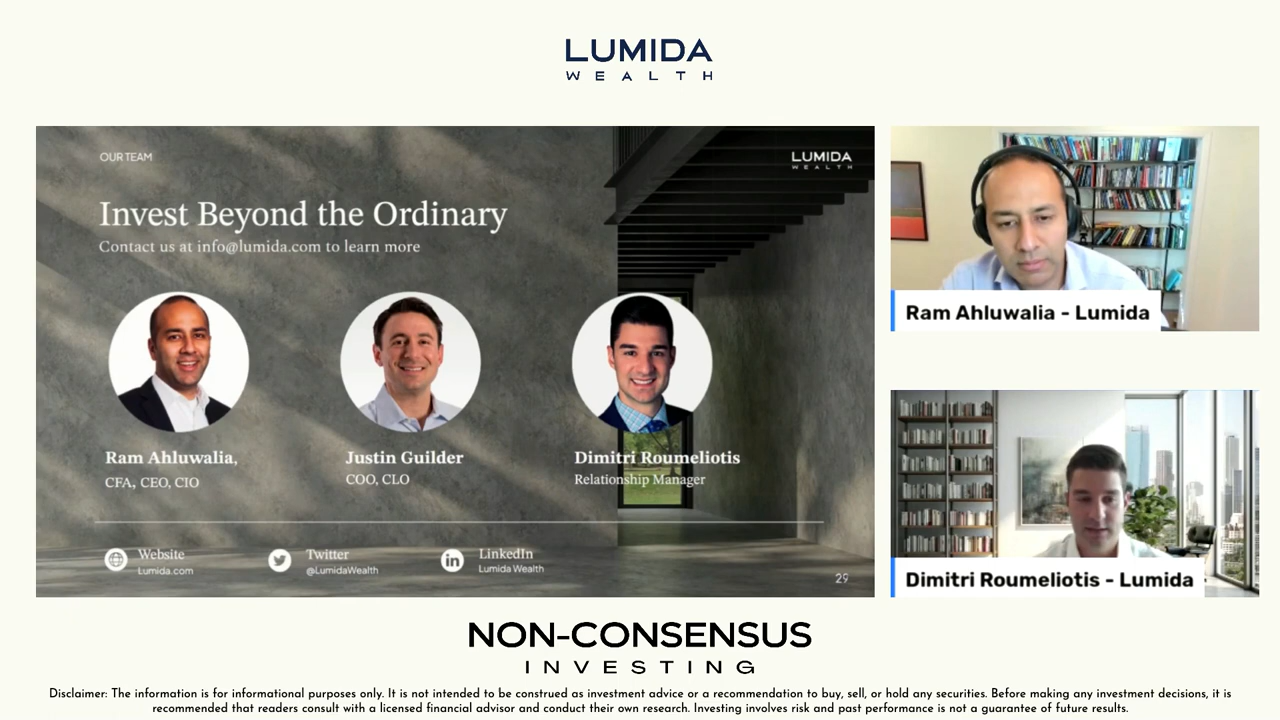 LUMIDA
WEALTH
OUR TEAM
LUMIDA
WEALTH
Invest Beyond the Ordinary
Contact us at info@lumida.com to learn more
Ram Ahluwalia,
CFA, CEO, CIO
Justin Guilder
COO, CLO
Dimitri Roumeliotis
Relationship Manager
Website
Lumida.com
Twitter
@LumidaWealth
in
LinkedIn
Lumida Wealth
29
Ram Ahluwalia - Lumida
Dimitri Roumeliotis - Lumida
NON-CONSENSUS
INVESTING
Disclaimer: The information is for informational purposes only. It is not intended to be construed as investment advice or a recommendation to buy, sell, or hold any securities. Before making any investment decisions, it is
recommended that readers consult with a licensed financial advisor and conduct their own research. Investing involves risk and past performance is not a guarantee of future results.